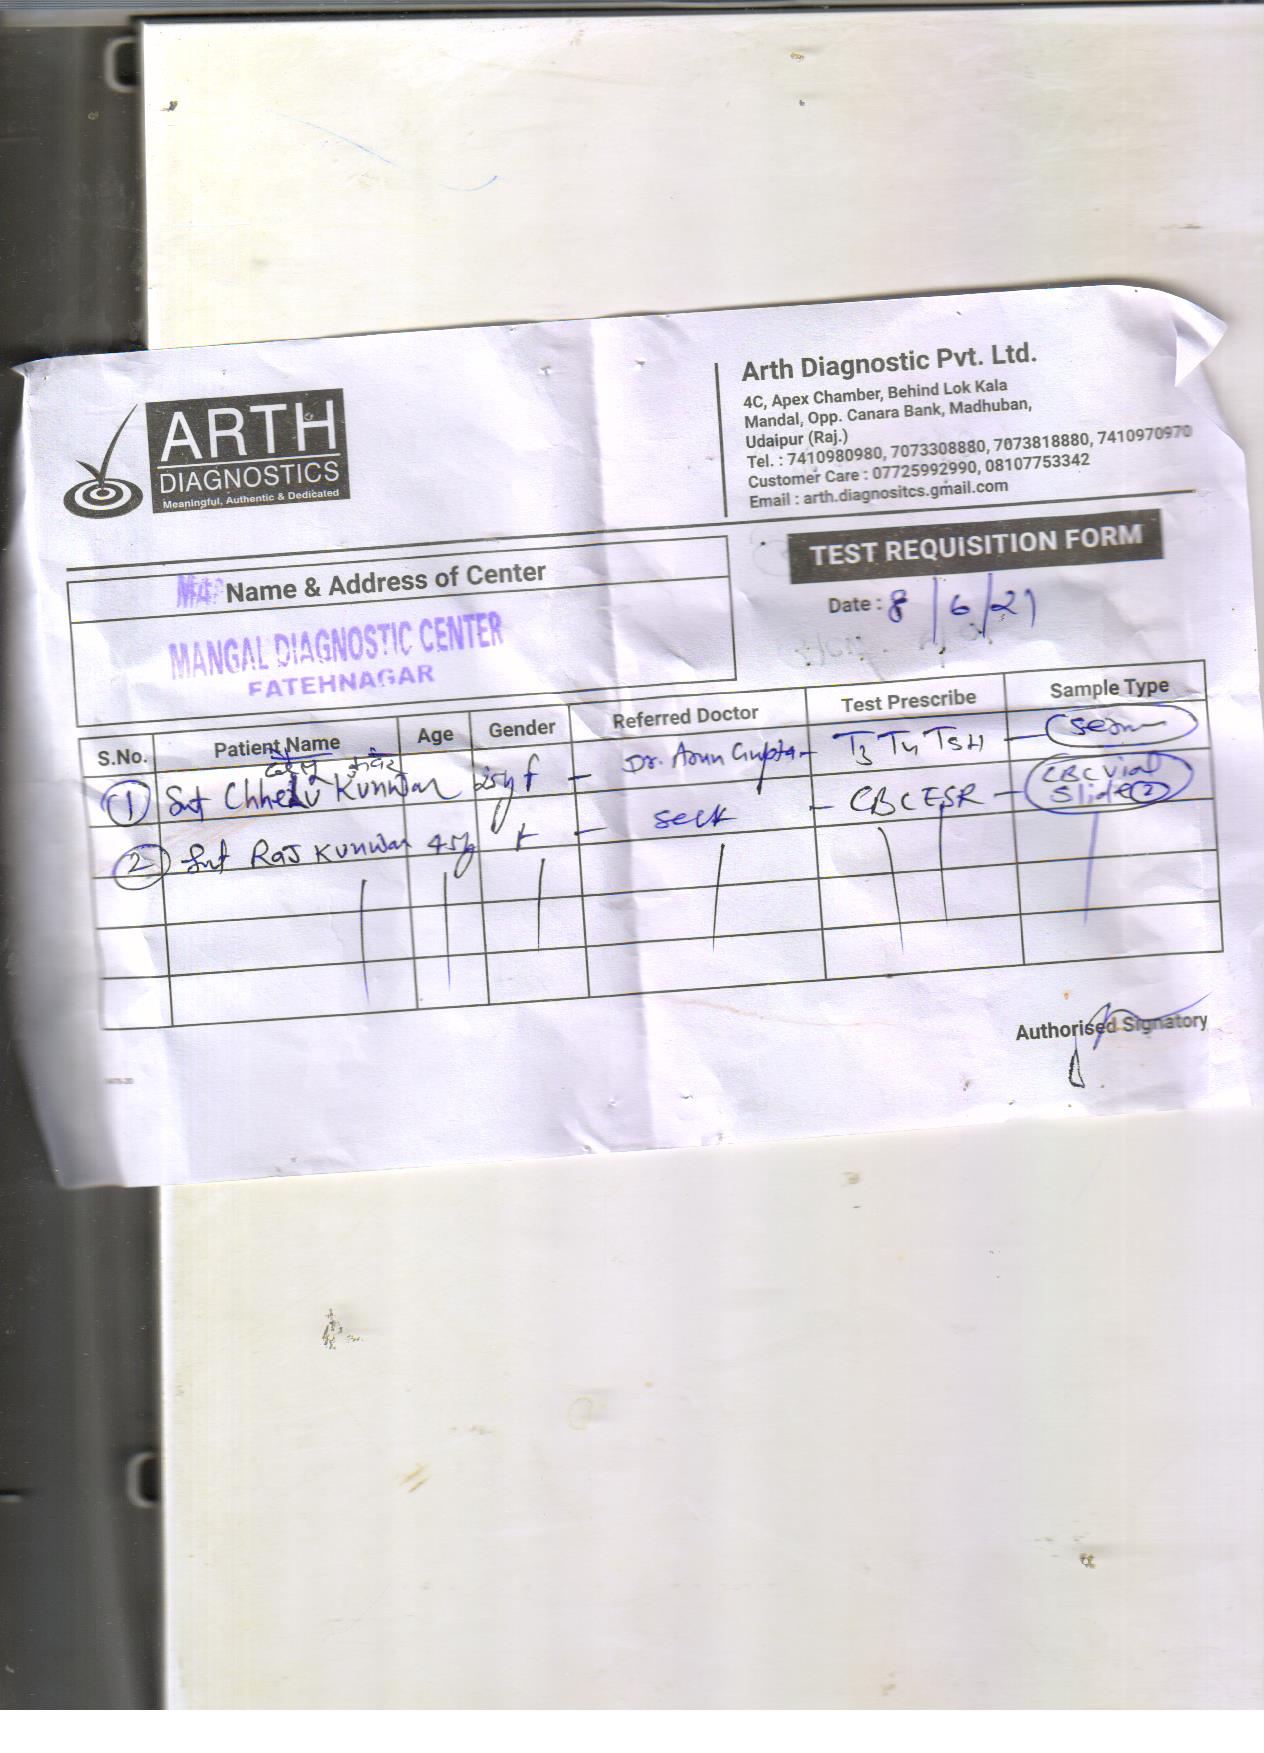 ARTH
DIAGNOSTICS
Meaningful, Authentic & Dedicated
Arth Diagnostic Pvt. Ltd.
4C, Apex Chamber, Behind Lok Kala
Mandal, Opp. Canara Bank, Madhuban,
Udaipur (Raj.)
Tel. : 7410980980, 7073308880, 7073818880, 7410970970
Customer Care : 07725992990, 08107753342
Email : arth.diagnositcs.gmail.com
Name & Address of Center
MANGAL DIAGNOSTIC CENTER
FATEHNAGAR
TEST REQUISITION FORM
Date : 8/6/21
S.No. Patient Name Age Gender Referred Doctor Test Prescribe Sample Type
1 Smt Kunwar 25y f - Dr. Arun Gupta - T3 T4 TSH - Serum
2 Smt Raj Kunwar 45y f - Self - CBC ESR - CBC Vial
Slide 2
Authorised Signatory